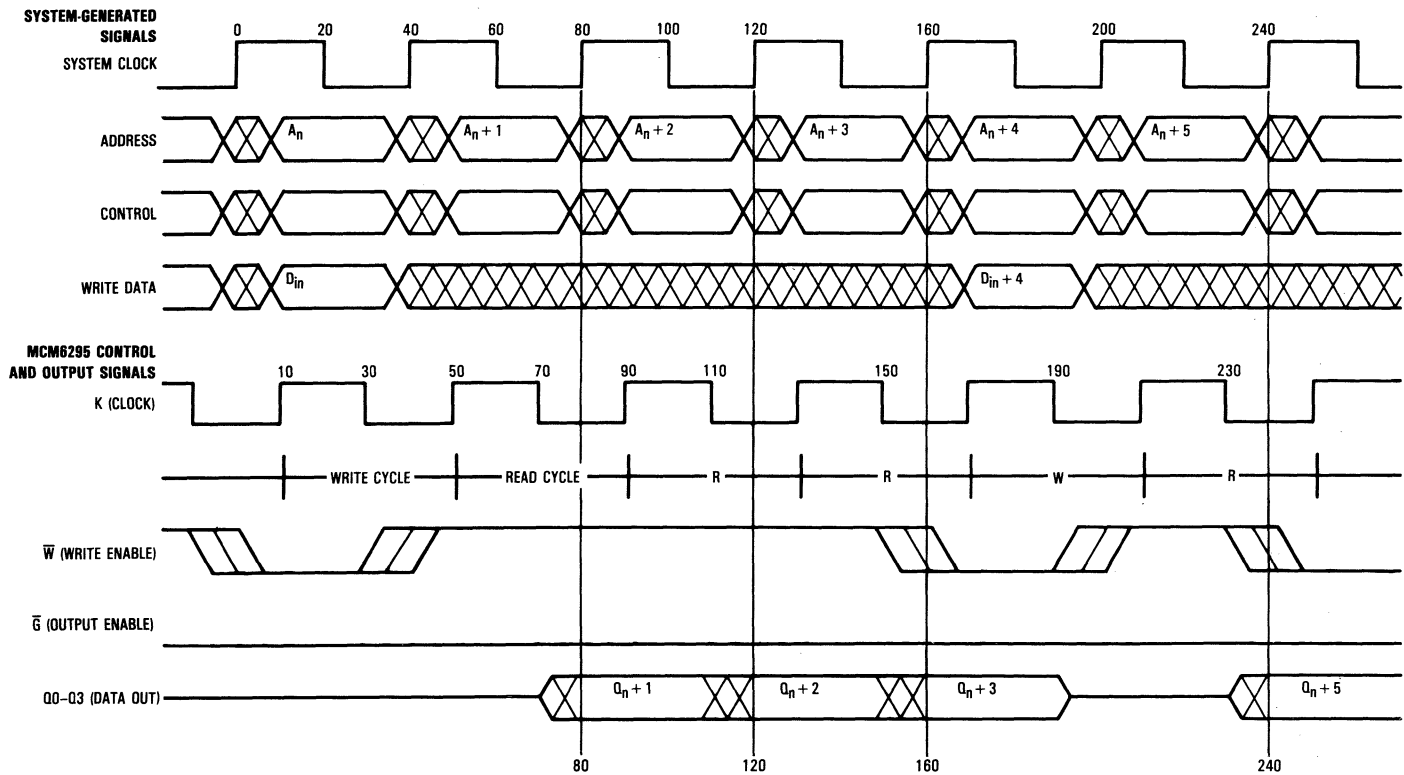 SYSTEM-GENERATED
SIGNALS
0 20 40 60 80 100 120 160 200 240
SYSTEM CLOCK
ADDRESS
An An + 1 An + 2 An + 3 An + 4 An + 5
CONTROL
WRITE DATA
Din Din + 4
MCM6295 CONTROL
AND OUTPUT SIGNALS
10 30 50 70 90 110 150 190 230
K (CLOCK)
WRITE CYCLE READ CYCLE R R W R
W̅ (WRITE ENABLE)
G̅ (OUTPUT ENABLE)
Q0–Q3 (DATA OUT)
Qn + 1 Qn + 2 Qn + 3 Qn + 5
80 120 160 240